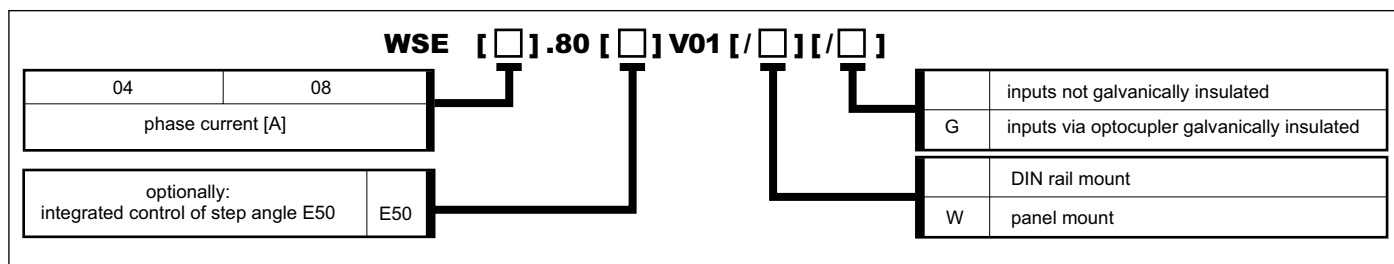 WSE [□].80 [□] V01 [/□][/□]
04 08
phase current [A]
optionally:
integrated control of step angle E50 E50
inputs not galvanically insulated
G inputs via optocupler galvanically insulated
DIN rail mount
W panel mount